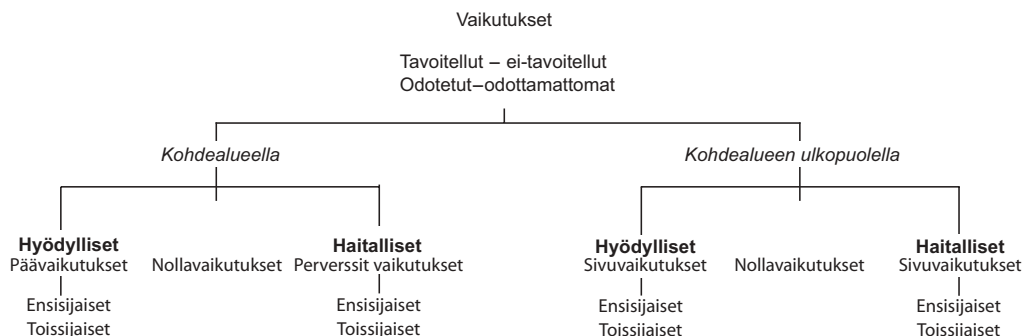 Vaikutukset
Tavoitellut – ei-tavoitellut
Odotetut–odottamattomat
Kohdealueella
Kohdealueen ulkopuolella
Hyödylliset
Päävaikutukset
Ensisijaiset
Toissijaiset
Nollavaikutukset
Haitalliset
Perverssit vaikutukset
Ensisijaiset
Toissijaiset
Hyödylliset
Sivuvaikutukset
Ensisijaiset
Toissijaiset
Nollavaikutukset
Haitalliset
Sivuvaikutukset
Ensisijaiset
Toissijaiset